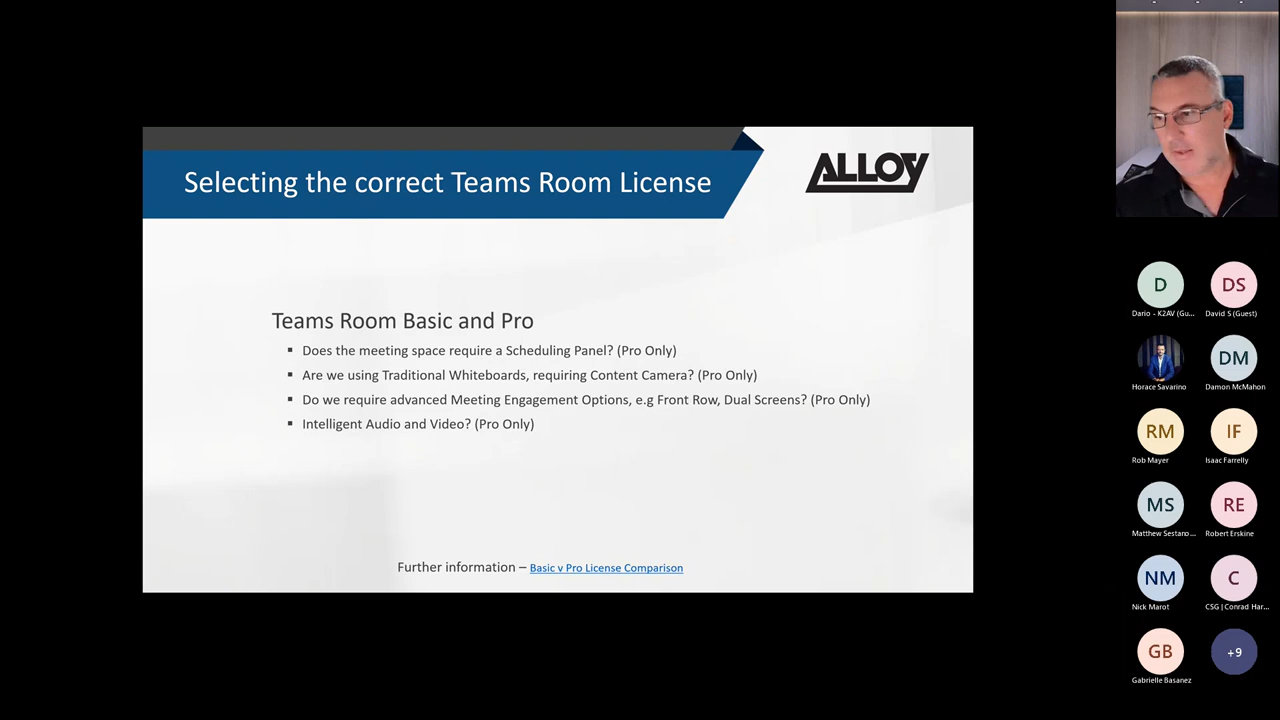 Selecting the correct Teams Room License
ALLOY
Teams Room Basic and Pro
▪ Does the meeting space require a Scheduling Panel? (Pro Only)
▪ Are we using Traditional Whiteboards, requiring Content Camera? (Pro Only)
▪ Do we require advanced Meeting Engagement Options, e.g Front Row, Dual Screens? (Pro Only)
▪ Intelligent Audio and Video? (Pro Only)
Further information – Basic v Pro License Comparison
D
DS
Dario - K2AV (Gu...
David S (Guest)
DM
Horace Savarino
Damon McMahon
RM
IF
Rob Mayer
Isaac Farrelly
MS
RE
Matthew Sestano...
Robert Erskine
NM
C
Nick Marot
CSG | Conrad Har...
GB
+9
Gabrielle Basanez